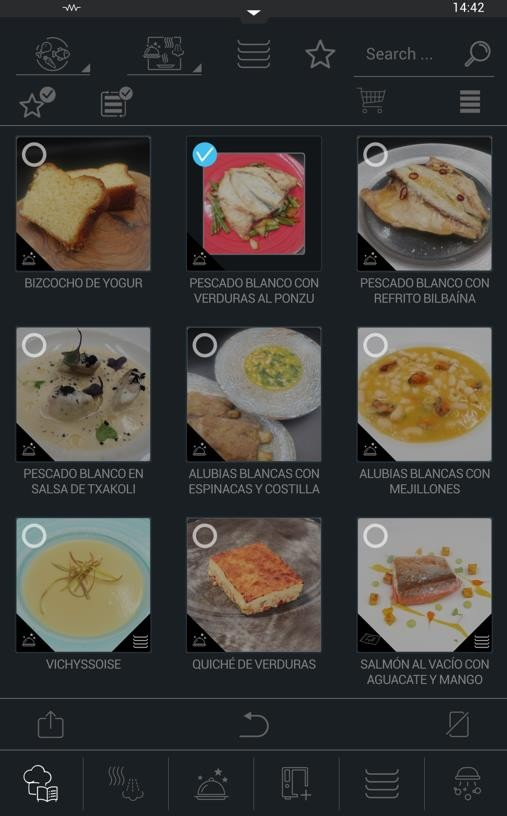 14:42
Search ...
BIZCOCHO DE YOGUR
PESCADO BLANCO CON
VERDURAS AL PONZU
PESCADO BLANCO CON
REFRITO BILBAÍNA
PESCADO BLANCO EN
SALSA DE TXAKOLI
ALUBIAS BLANCAS CON
ESPINACAS Y COSTILLA
ALUBIAS BLANCAS CON
MEJILLONES
VICHYSSOISE
QUICHÉ DE VERDURAS
SALMÓN AL VACÍO CON
AGUACATE Y MANGO